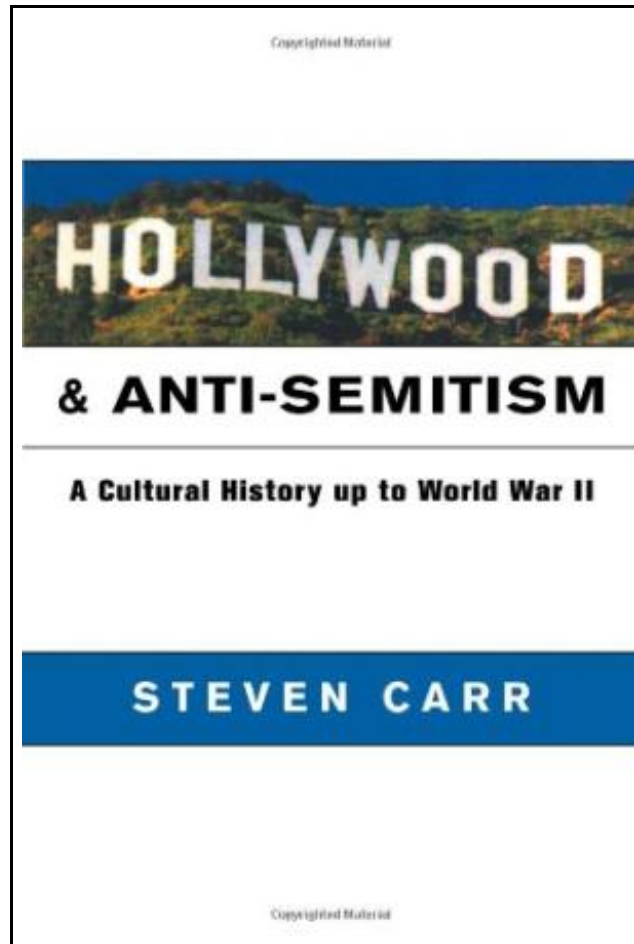 Copyrighted Material
HOLLYWOOD
& ANTI-SEMITISM
A Cultural History up to World War II
STEVEN CARR
Copyrighted Material